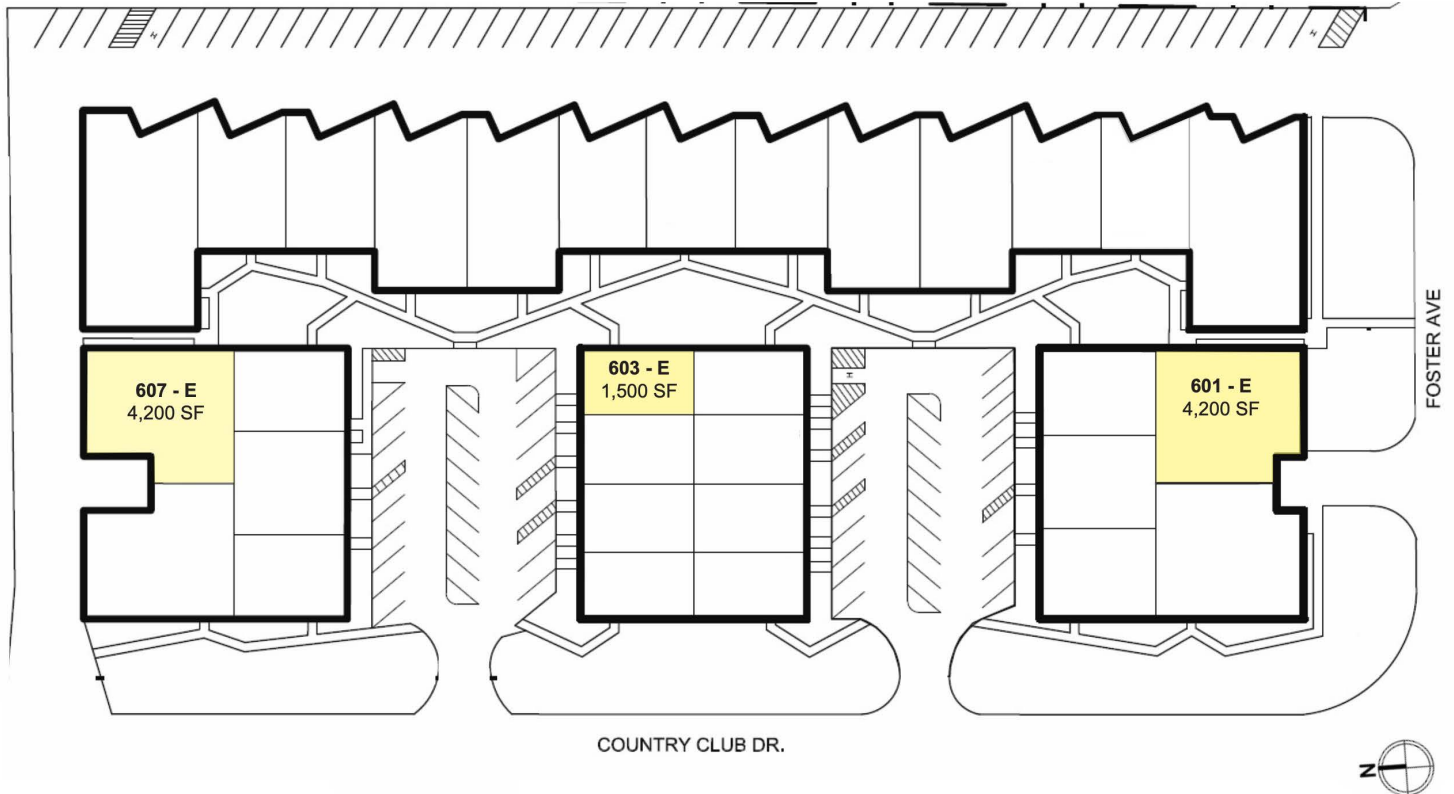 H
H
607 - E
4,200 SF
603 - E
1,500 SF
H
601 - E
4,200 SF
FOSTER AVE
COUNTRY CLUB DR.
N